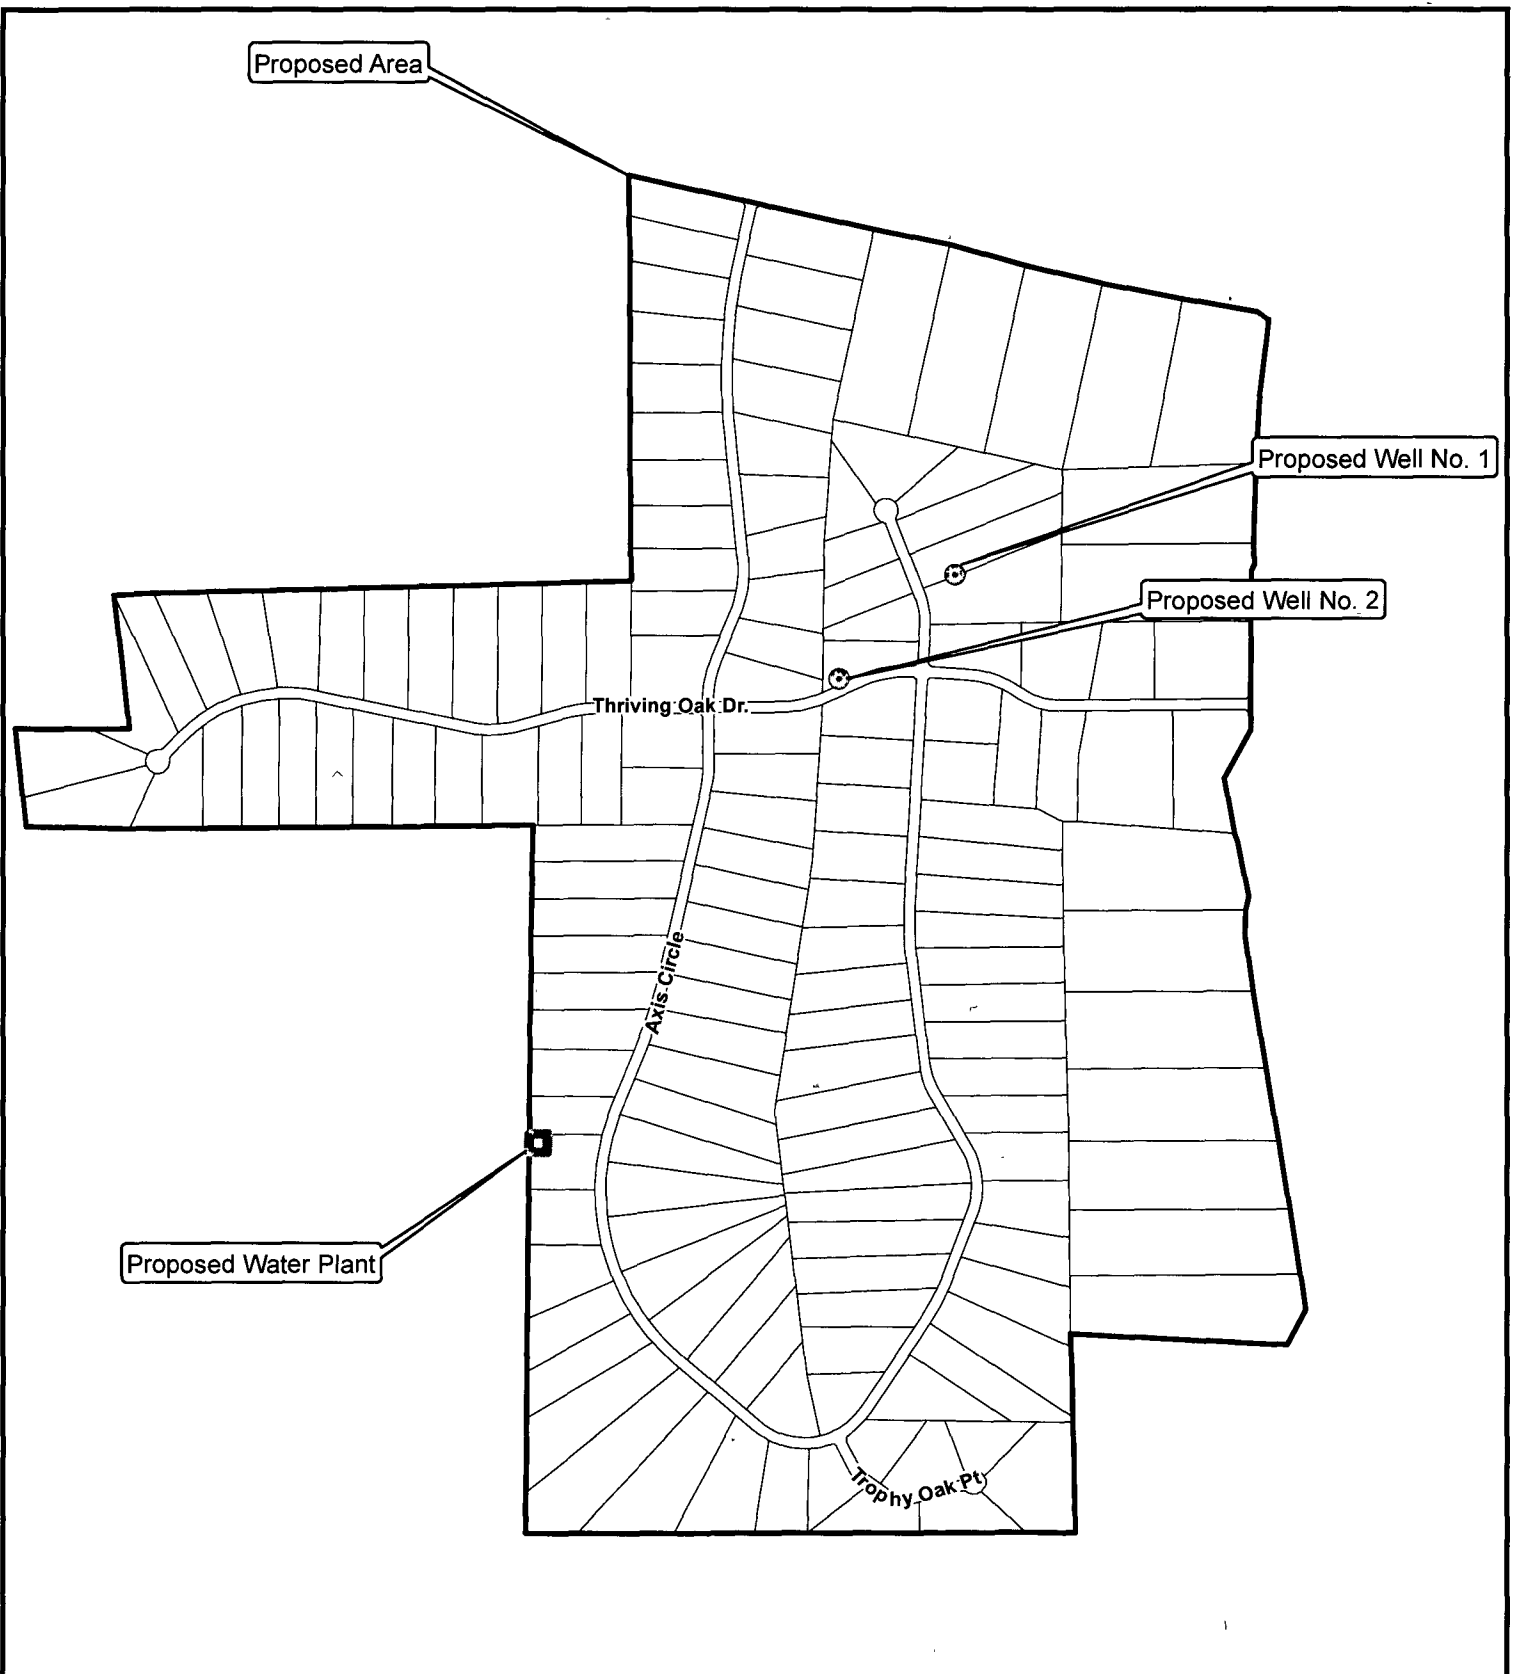 Proposed Area
Proposed Well No. 1
Proposed Well No. 2
Thriving Oak Dr.
Axis Circle
Proposed Water Plant
Trophy Oak Pt